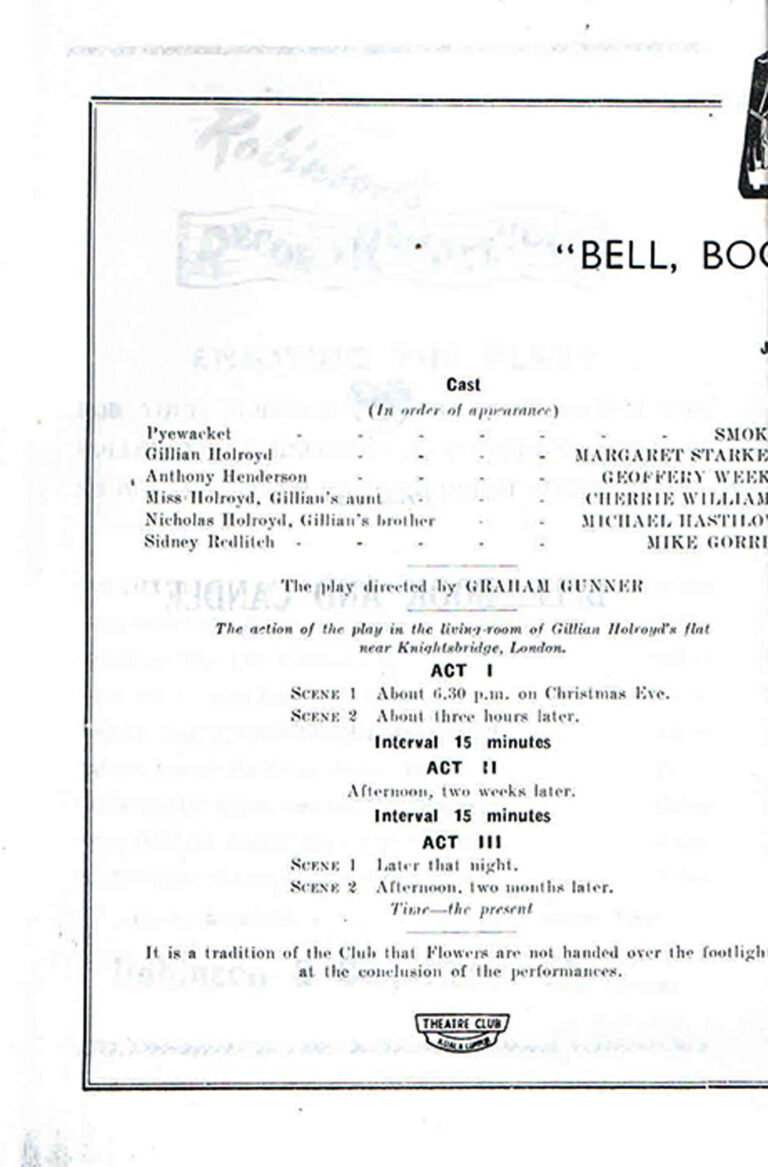 "BELL, BOO
J
Cast
(In order of appearance)
Pyewacket - - - - - - - SMOK
Gillian Holroyd - - - MARGARET STARKE
Anthony Henderson - - - GEOFFERY WEEK
Miss Holroyd, Gillian's aunt - - - CHERRIE WILLIAM
Nicholas Holroyd, Gillian's brother - - MICHAEL HASTILOV
Sidney Redlitch - - - - - MIKE GORRI
The play directed by GRAHAM GUNNER
The action of the play in the living-room of Gillian Holroyd's flat
near Knightsbridge, London.
ACT I
SCENE 1 About 6.30 p.m. on Christmas Eve.
SCENE 2 About three hours later.
Interval 15 minutes
ACT II
Afternoon, two weeks later.
Interval 15 minutes
ACT III
SCENE 1 Later that night.
SCENE 2 Afternoon, two months later.
Time—the present
It is a tradition of the Club that Flowers are not handed over the footligh
at the conclusion of the performances.
THEATRE CLUB
KUALA LUMPUR